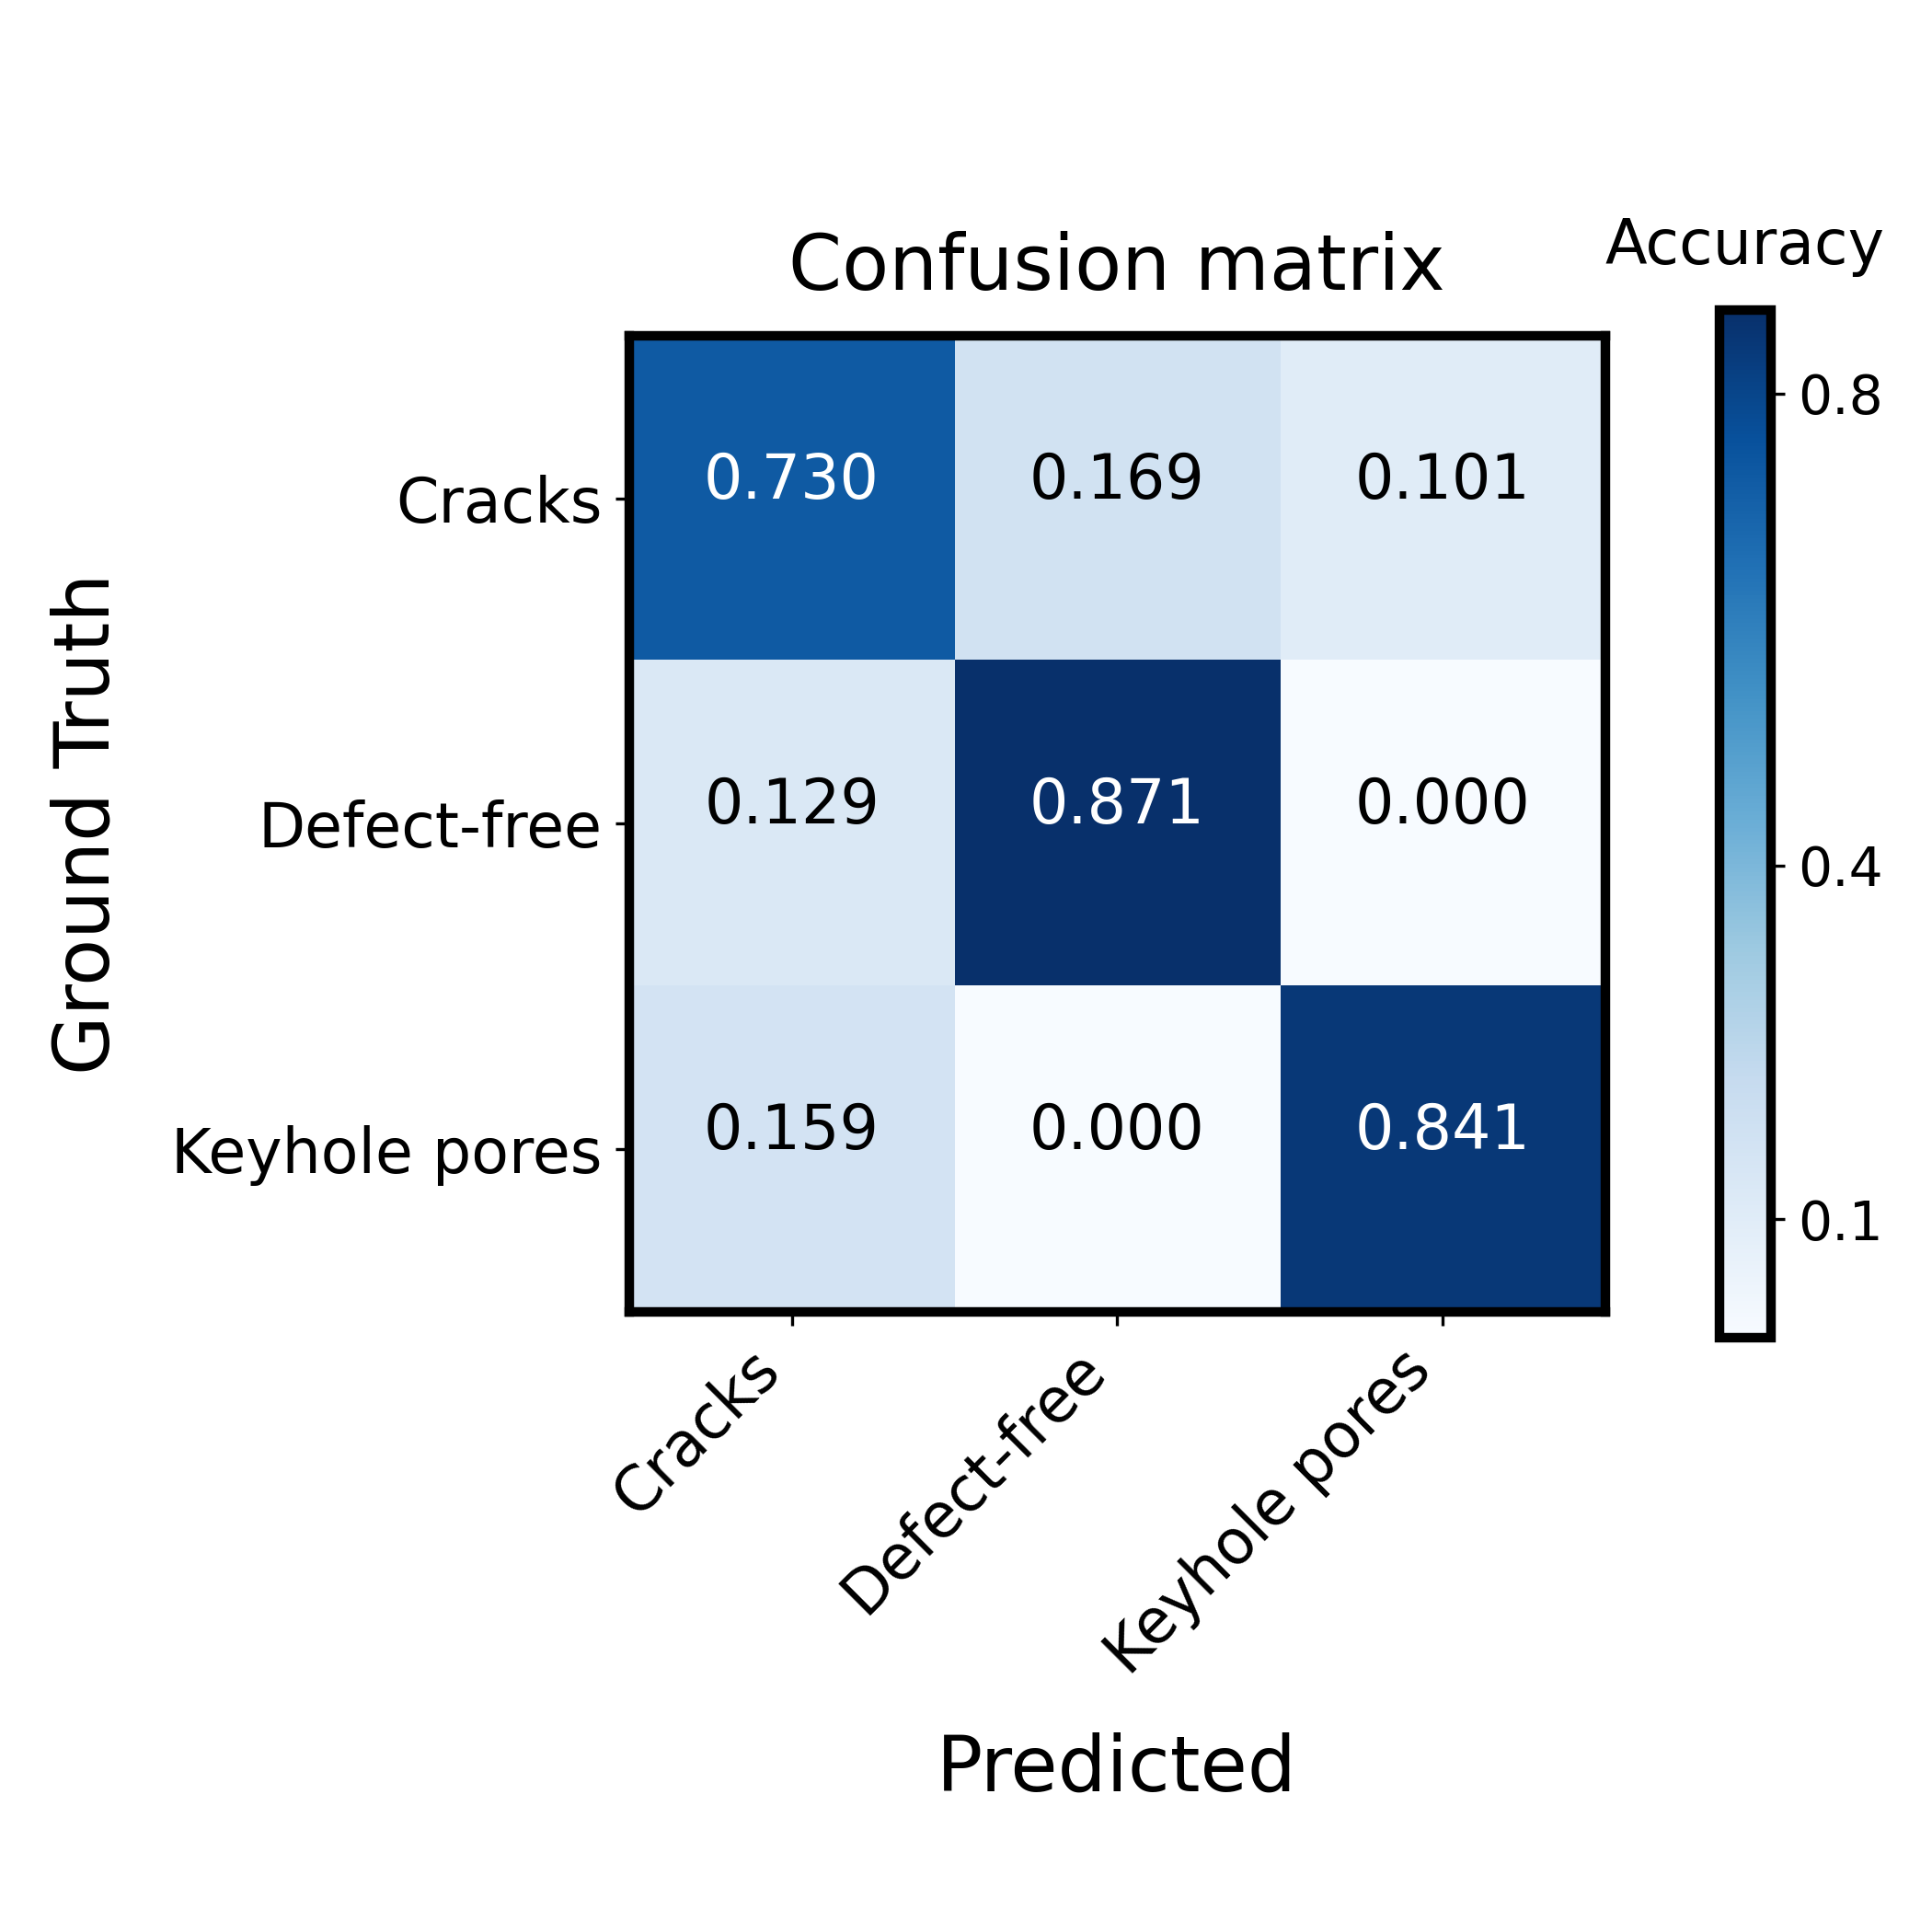 Accuracy
Confusion matrix
0.8
0.4
0.1
Ground Truth
Cracks
0.730 0.169 0.101
Defect-free
0.129 0.871 0.000
Keyhole pores
0.159 0.000 0.841
Cracks
Defect-free
Keyhole pores
Predicted